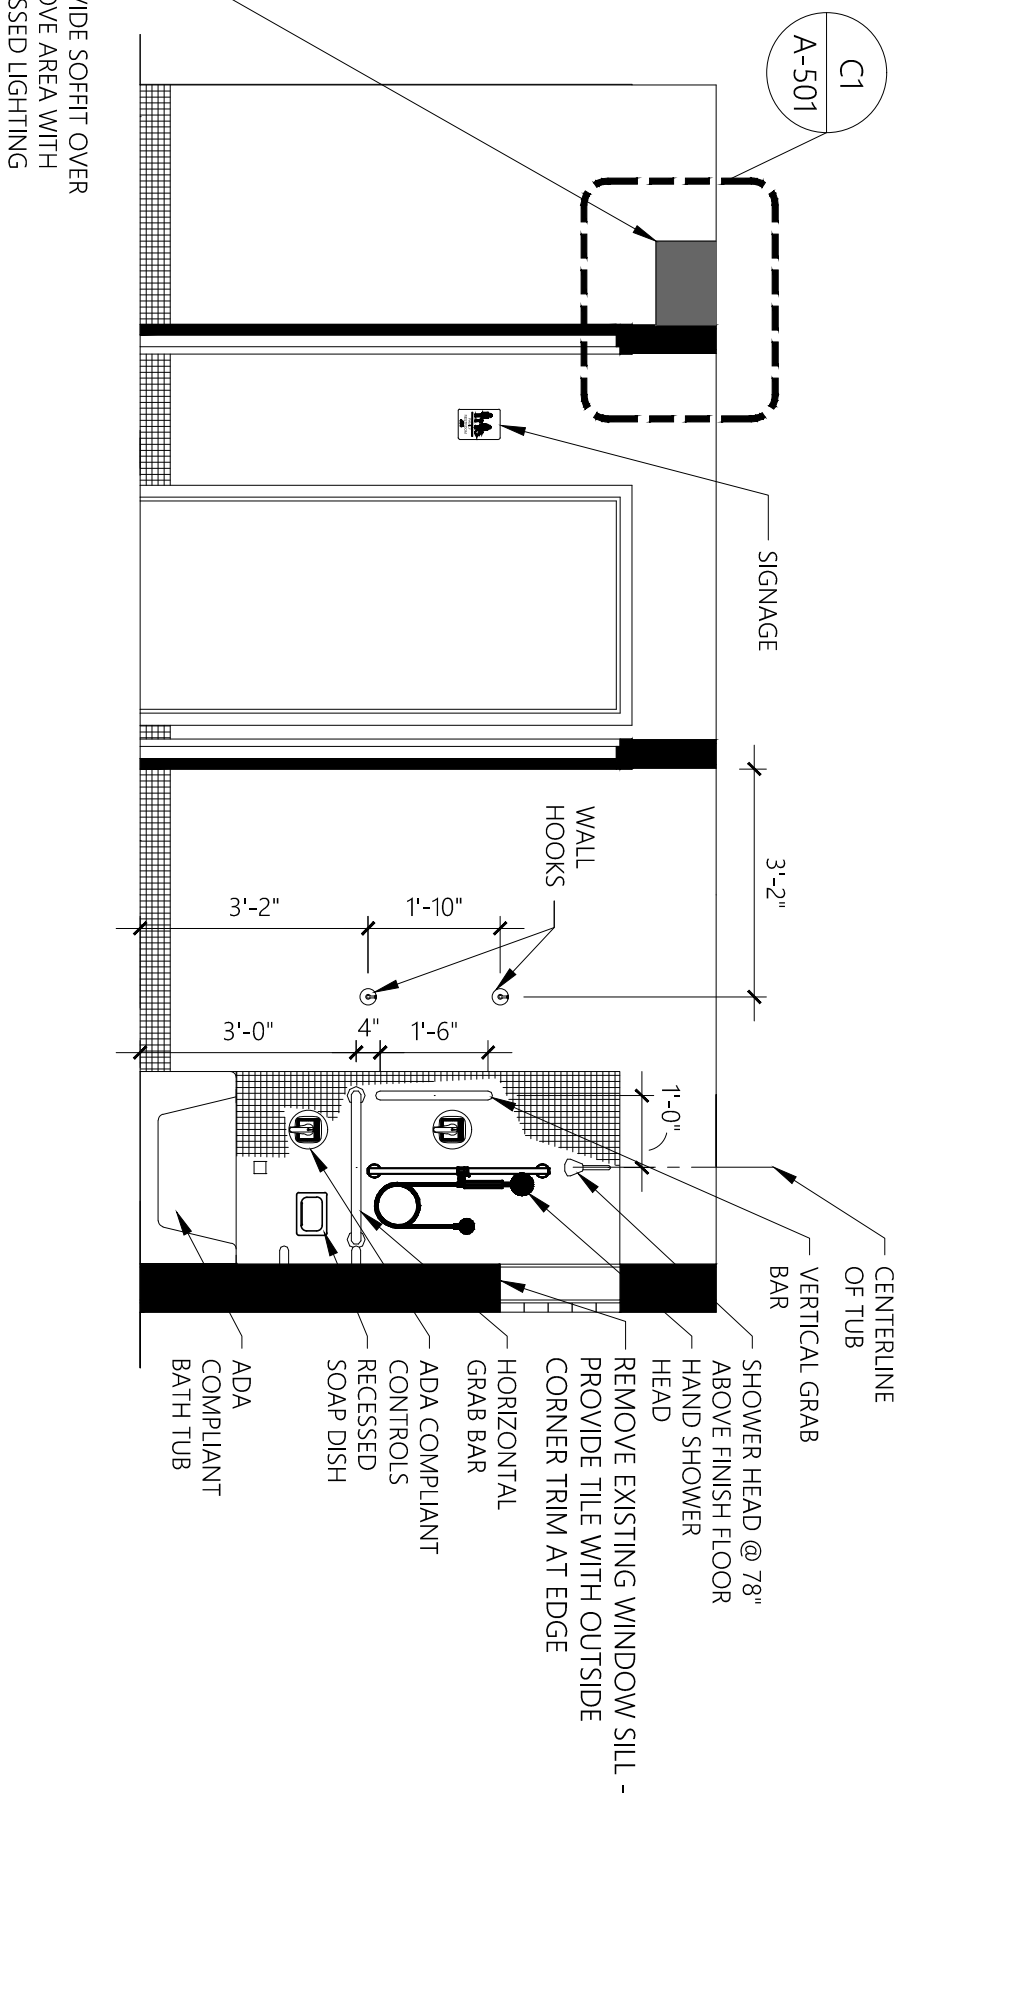 C1
A-501
VIDE SOFFIT OVER
OVE AREA WITH
SSED LIGHTING
SIGNAGE
3'-2"
WALL
HOOKS
3'-2"
1'-10"
3'-0"
4"
1'-6"
1'-0"
CENTERLINE
OF TUB
VERTICAL GRAB
BAR
SHOWER HEAD @ 78"
ABOVE FINISH FLOOR
HAND SHOWER
HEAD
REMOVE EXISTING WINDOW SILL -
PROVIDE TILE WITH OUTSIDE
CORNER TRIM AT EDGE
HORIZONTAL
GRAB BAR
ADA COMPLIANT
CONTROLS
RECESSED
SOAP DISH
ADA
COMPLIANT
BATH TUB